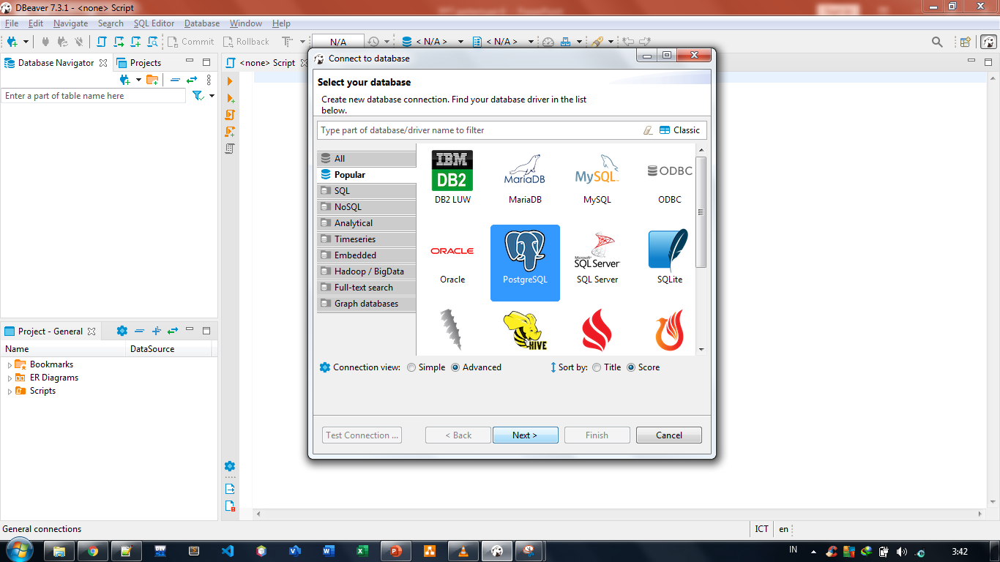 DBeaver 7.3.1 - <none> Script
File Edit Navigate Search SQL Editor Database Window Help
Commit Rollback N/A < N/A > < N/A >
Database Navigator Projects
Enter a part of table name here
<none> Script
Connect to database
Select your database
Create new database connection. Find your database driver in the list
below.
Type part of database/driver name to filter
Classic
All
Popular
SQL
NoSQL
Analytical
Timeseries
Embedded
Hadoop / BigData
Full-text search
Graph databases
IBM
DB2
MariaDB
MySQL
ODBC
DB2 LUW MariaDB MySQL ODBC
ORACLE
Microsoft
SQL Server
Oracle PostgreSQL SQL Server SQLite
HIVE
Connection view: Simple Advanced Sort by: Title Score
Test Connection ... < Back Next > Finish Cancel
Project - General
Name DataSource
Bookmarks
ER Diagrams
Scripts
General connections
ICT en
IN 3:42